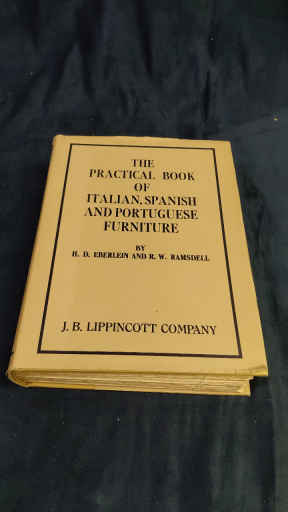 THE
PRACTICAL BOOK
OF
ITALIAN, SPANISH
AND PORTUGUESE
FURNITURE
BY
H. D. EBERLEIN AND R. W. RAMSDELL
J. B. LIPPINCOTT COMPANY